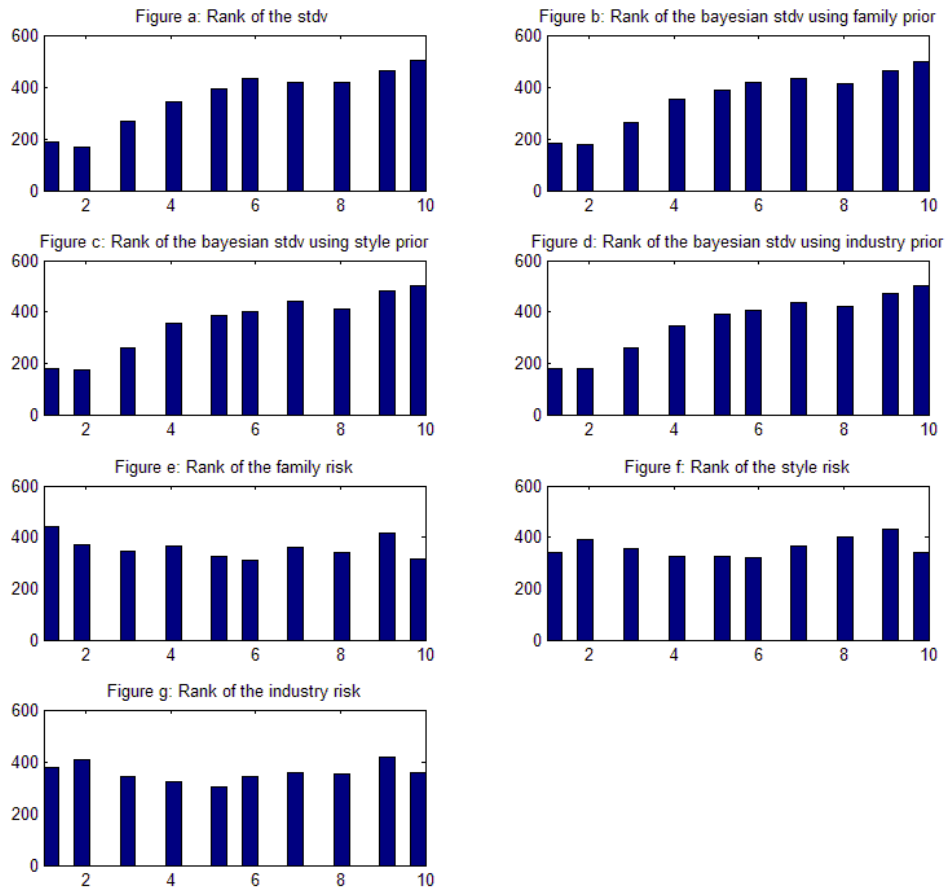 Figure a: Rank of the stdv
600
400
200
0
2 4 6 8 10
Figure b: Rank of the bayesian stdv using family prior
600
400
200
0
2 4 6 8 10
Figure c: Rank of the bayesian stdv using style prior
600
400
200
0
2 4 6 8 10
Figure d: Rank of the bayesian stdv using industry prior
600
400
200
0
2 4 6 8 10
Figure e: Rank of the family risk
600
400
200
0
2 4 6 8 10
Figure f: Rank of the style risk
600
400
200
0
2 4 6 8 10
Figure g: Rank of the industry risk
600
400
200
0
2 4 6 8 10